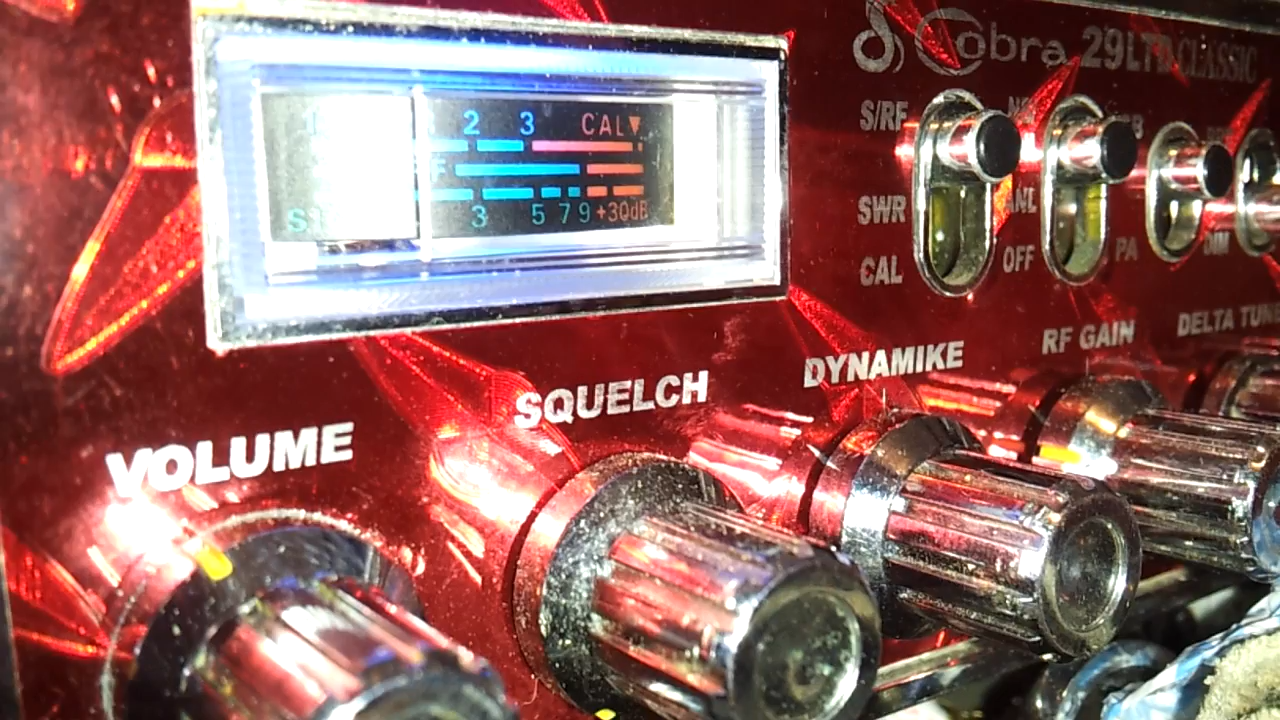 Cobra 29LTD CLASSIC
2 3 CAL▼
3 5 7 9 +30dB
S/RF
SWR
CAL
OFF
PA
DIM
VOLUME
SQUELCH
DYNAMIKE
RF GAIN
DELTA TUNE